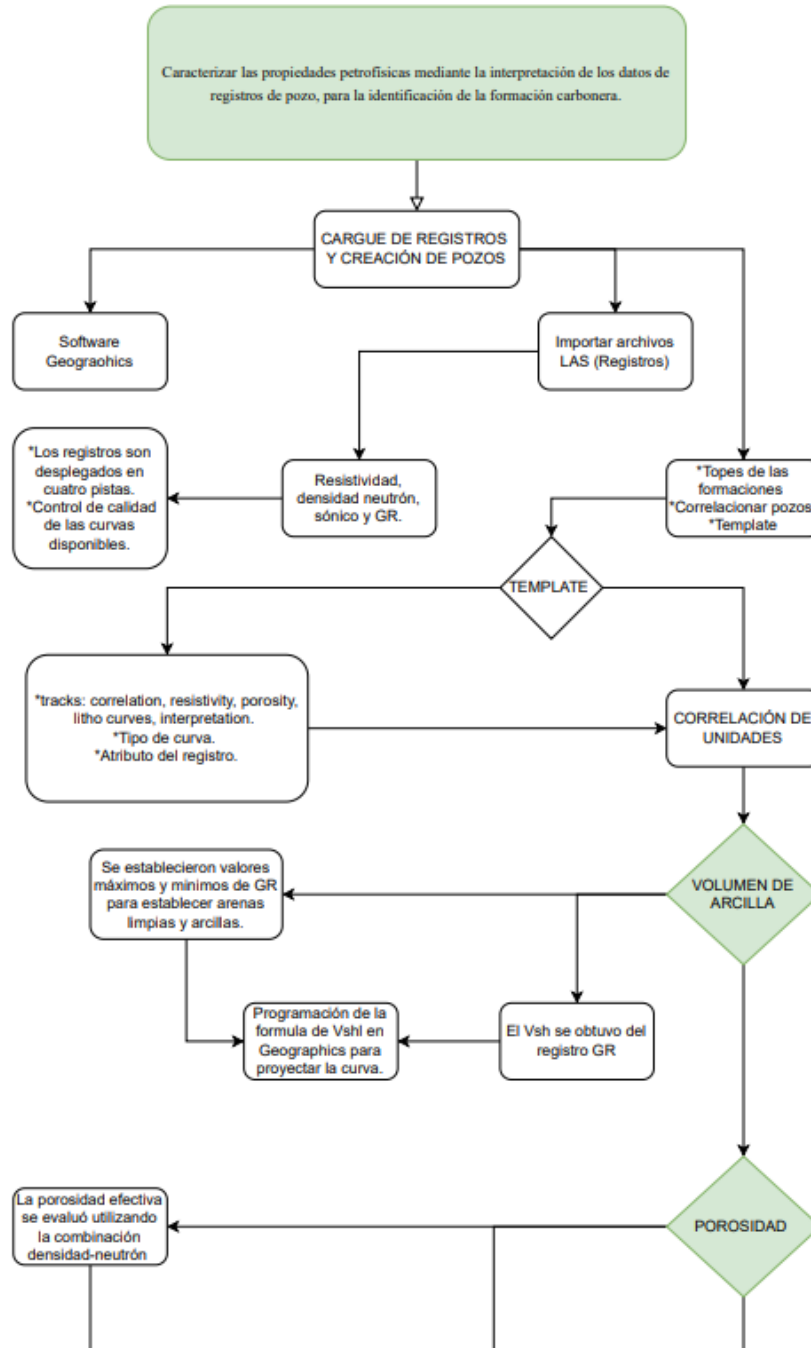 Caracterizar las propiedades petrofísicas mediante la interpretación de los datos de
registros de pozo, para la identificación de la formación carbonera.
CARGUE DE REGISTROS
Y CREACIÓN DE POZOS
Software
Geograohics
Importar archivos
LAS (Registros)
*Los registros son
desplegados en
cuatro pistas.
*Control de calidad
de las curvas
disponibles.
Resistividad,
densidad neutrón,
sónico y GR.
*Topes de las
formaciones
*Correlacionar pozos
*Template
TEMPLATE
*tracks: correlation, resistivity, porosity,
litho curves, interpretation.
*Tipo de curva.
*Atributo del registro.
CORRELACIÓN DE
UNIDADES
Se establecieron valores
máximos y minimos de GR
para establecer arenas
limpias y arcillas.
VOLUMEN DE
ARCILLA
Programación de la
formula de Vshl en
Geographics para
proyectar la curva.
El Vsh se obtuvo del
registro GR
La porosidad efectiva
se evaluó utilizando
la combinación
densidad-neutrón
POROSIDAD